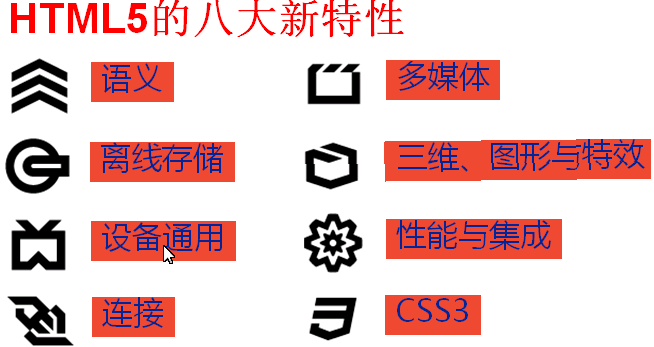 HTML5的八大新特性
语义
多媒体
离线存储
三维、图形与特效
设备通用
性能与集成
连接
CSS3